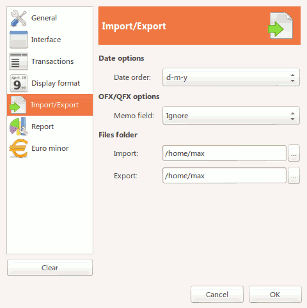 General
Interface
Transactions
Display format
Import/Export
Report
Euro minor
Clear
Import/Export
Date options
Date order: d-m-y
OFX/QFX options
Memo field: Ignore
Files folder
Import: /home/max ...
Export: /home/max ...
Cancel OK